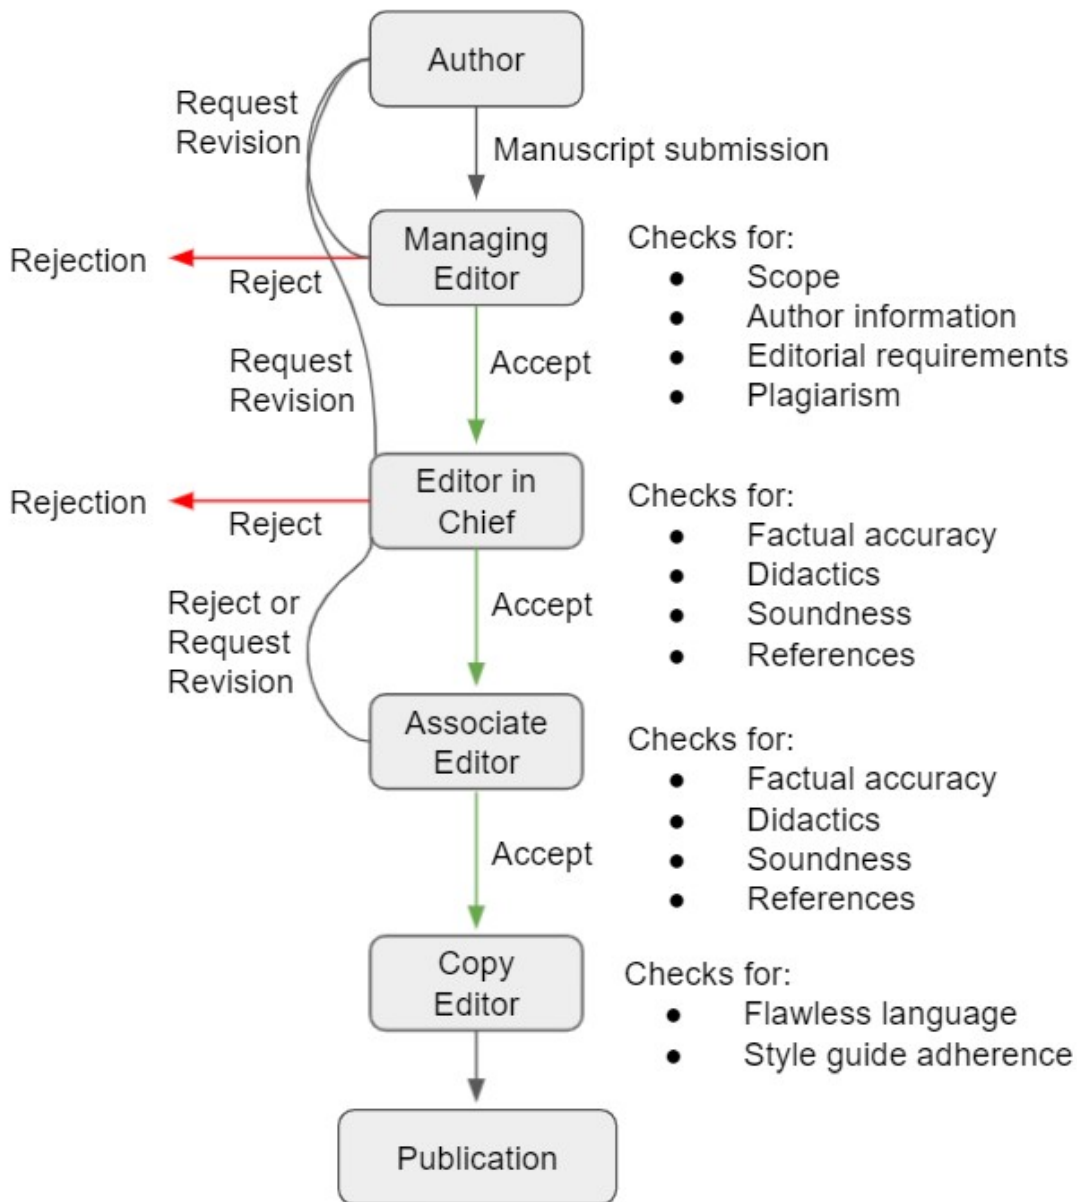 Author
Request
Revision
Manuscript submission
Managing
Editor
Checks for:
● Scope
● Author information
● Editorial requirements
● Plagiarism
Rejection
Reject
Request
Revision
Accept
Editor in
Chief
Checks for:
● Factual accuracy
● Didactics
● Soundness
● References
Rejection
Reject
Reject or
Request
Revision
Accept
Associate
Editor
Checks for:
● Factual accuracy
● Didactics
● Soundness
● References
Accept
Copy
Editor
Checks for:
● Flawless language
● Style guide adherence
Publication